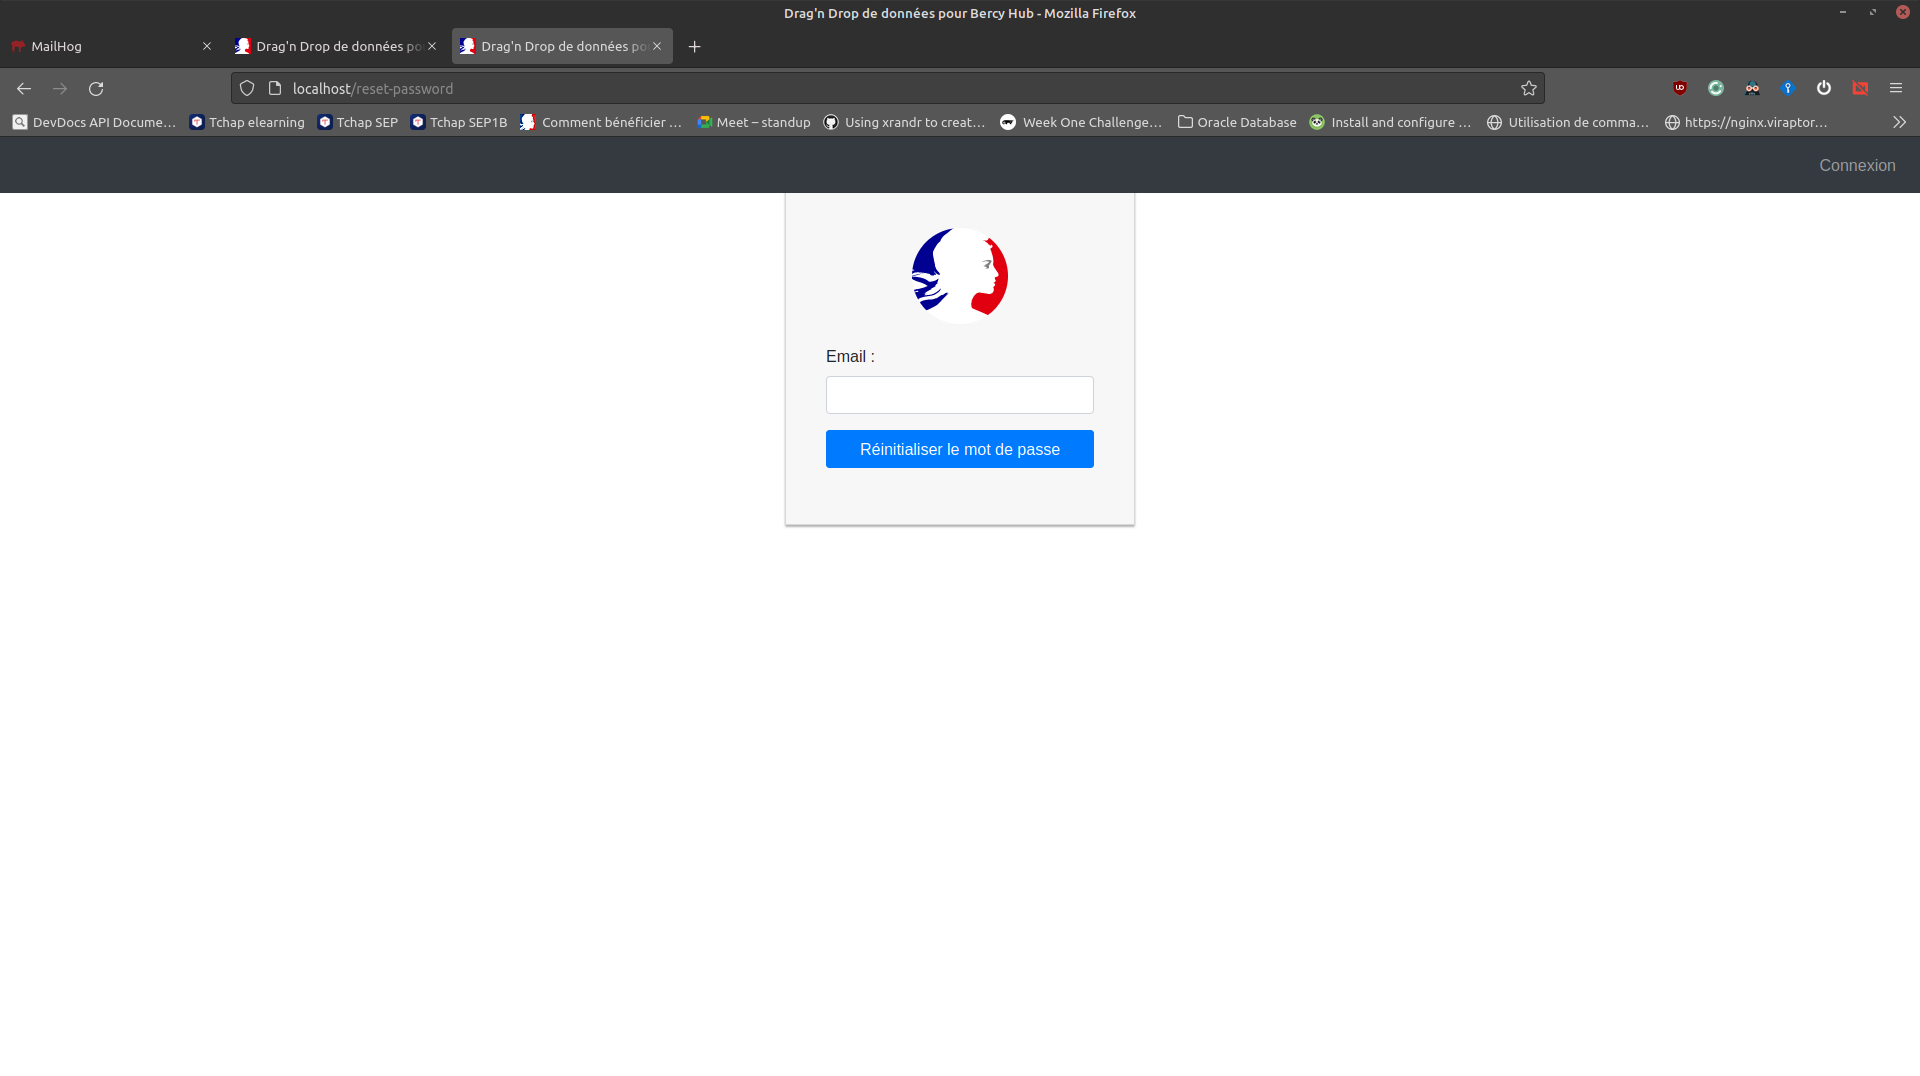 Drag'n Drop de données pour Bercy Hub - Mozilla Firefox
MailHog
Drag'n Drop de données po
Drag'n Drop de données po
localhost/reset-password
DevDocs API Docume…
Tchap elearning
Tchap SEP
Tchap SEP1B
Comment bénéficier …
Meet – standup
Using xrandr to creat…
Week One Challenge…
Oracle Database
Install and configure …
Utilisation de comma…
https://nginx.viraptor…
Connexion
Email :
Réinitialiser le mot de passe